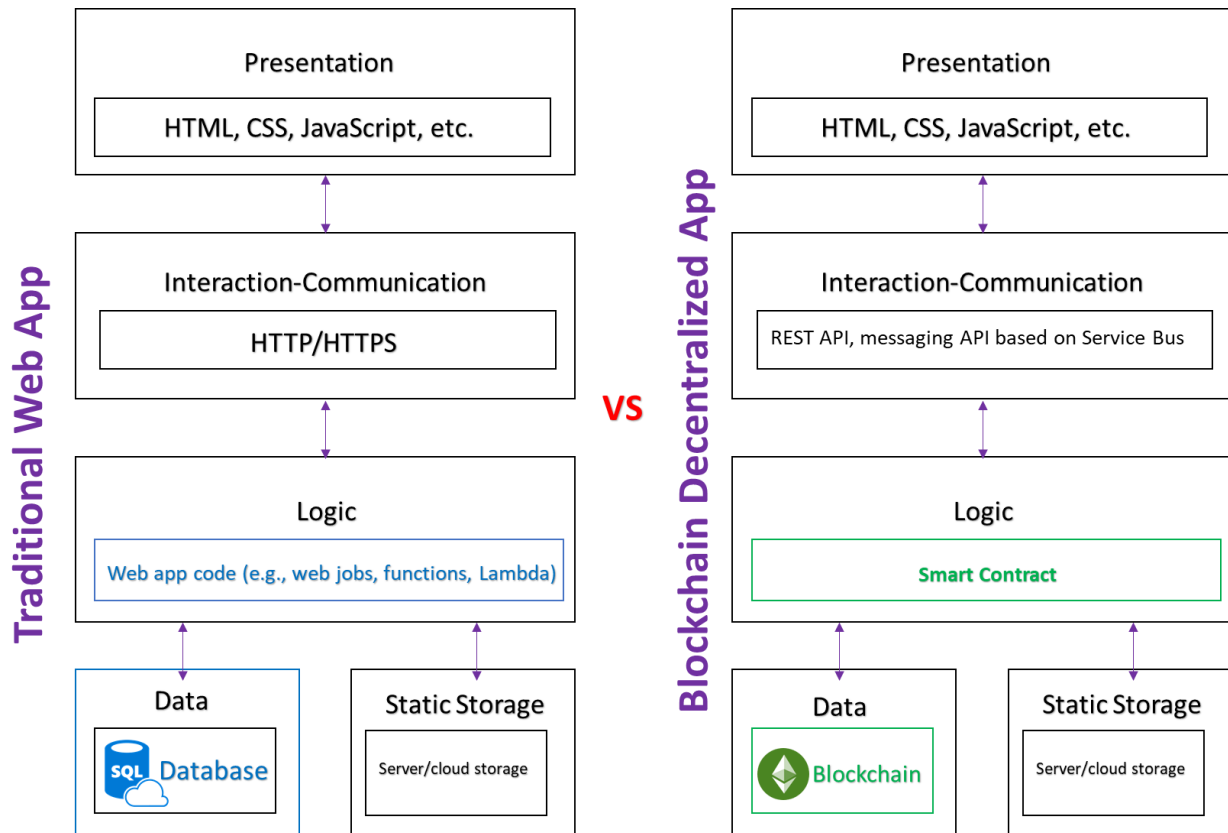 Traditional Web App
Presentation
HTML, CSS, JavaScript, etc.
Interaction-Communication
HTTP/HTTPS
Logic
Web app code (e.g., web jobs, functions, Lambda)
Data
SQL
Database
Static Storage
Server/cloud storage
VS
Blockchain Decentralized App
Presentation
HTML, CSS, JavaScript, etc.
Interaction-Communication
REST API, messaging API based on Service Bus
Logic
Smart Contract
Data
Blockchain
Static Storage
Server/cloud storage